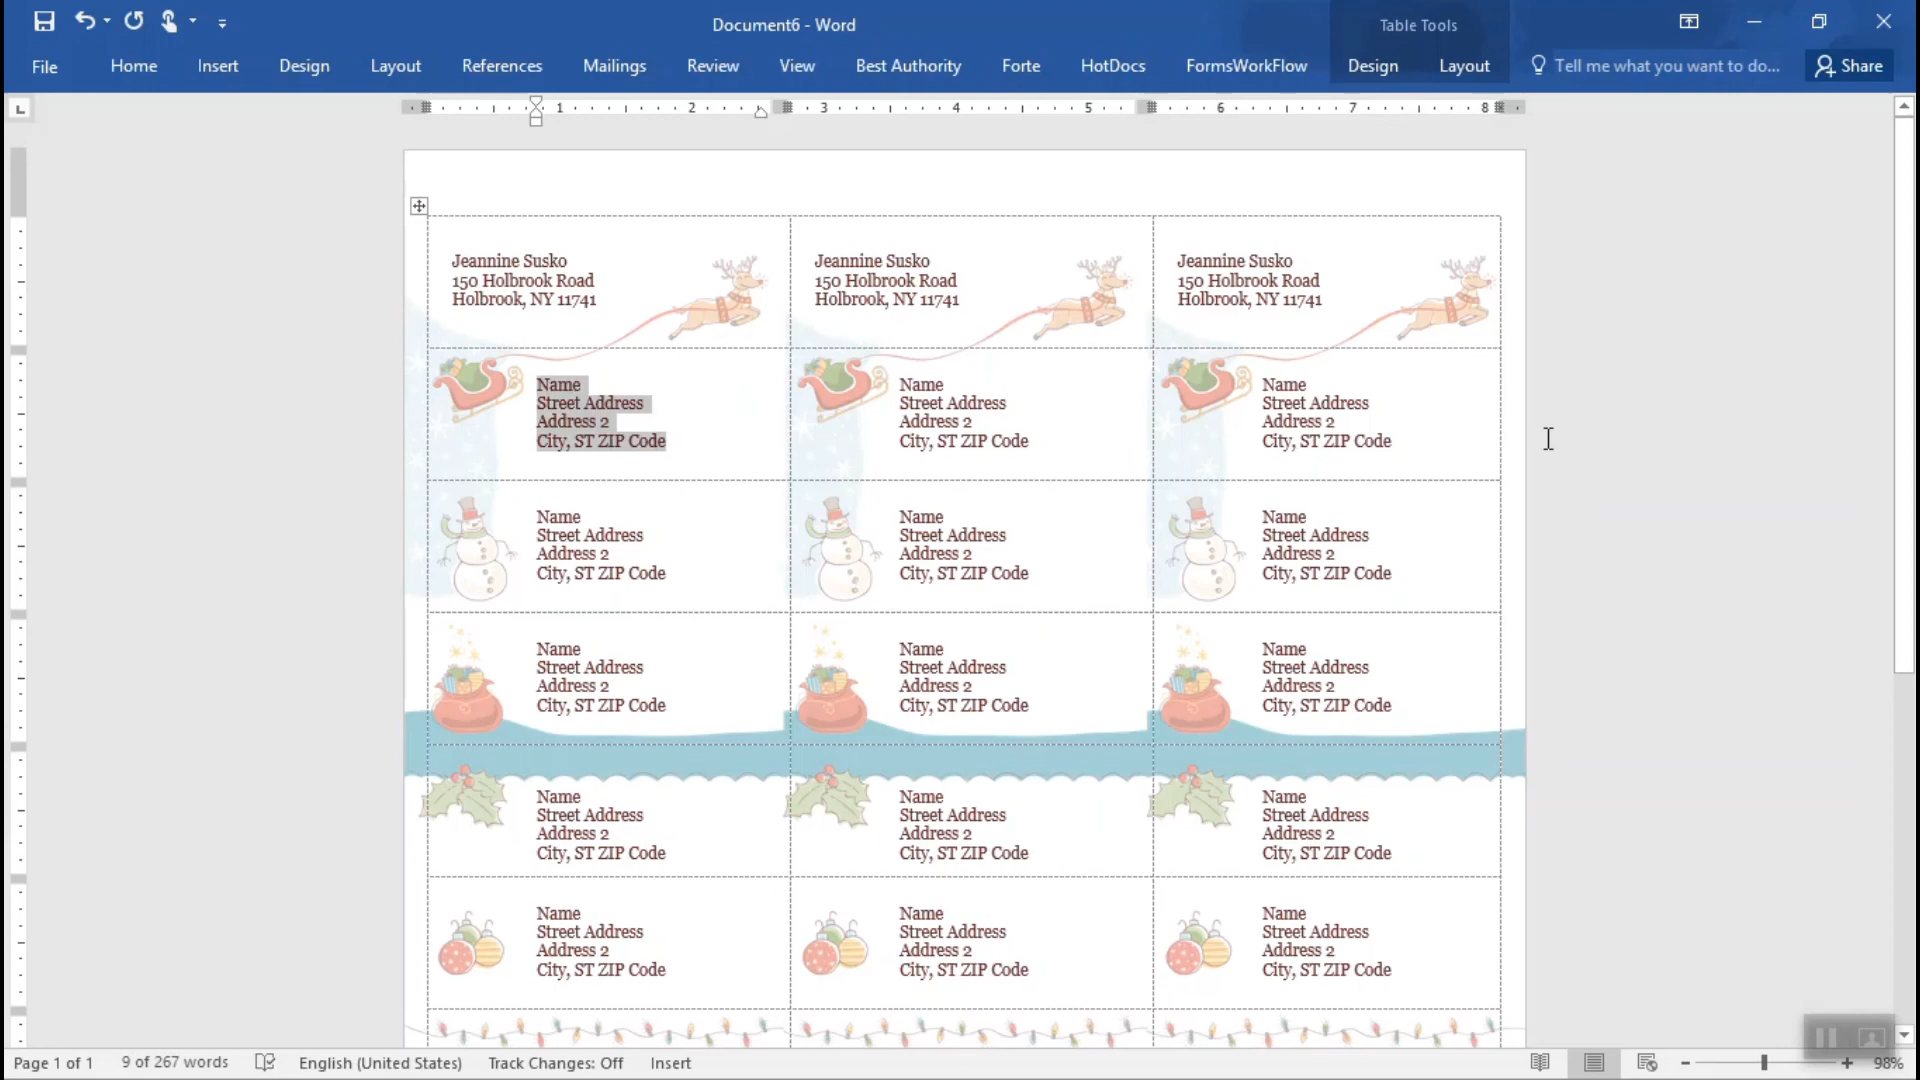 Document6 - Word
Table Tools
File Home Insert Design Layout References Mailings Review View Best Authority Forte HotDocs FormsWorkFlow Design Layout Tell me what you want to do... Share
L
1 2 3 4 5 6 7 8
Jeannine Susko Jeannine Susko Jeannine Susko
150 Holbrook Road 150 Holbrook Road 150 Holbrook Road
Holbrook, NY 11741 Holbrook, NY 11741 Holbrook, NY 11741
Name Name Name
Street Address Street Address Street Address
Address 2 Address 2 Address 2
City, ST ZIP Code City, ST ZIP Code City, ST ZIP Code
Name Name Name
Street Address Street Address Street Address
Address 2 Address 2 Address 2
City, ST ZIP Code City, ST ZIP Code City, ST ZIP Code
Name Name Name
Street Address Street Address Street Address
Address 2 Address 2 Address 2
City, ST ZIP Code City, ST ZIP Code City, ST ZIP Code
Name Name Name
Street Address Street Address Street Address
Address 2 Address 2 Address 2
City, ST ZIP Code City, ST ZIP Code City, ST ZIP Code
Name Name Name
Street Address Street Address Street Address
Address 2 Address 2 Address 2
City, ST ZIP Code City, ST ZIP Code City, ST ZIP Code
Page 1 of 1 9 of 267 words English (United States) Track Changes: Off Insert 98%